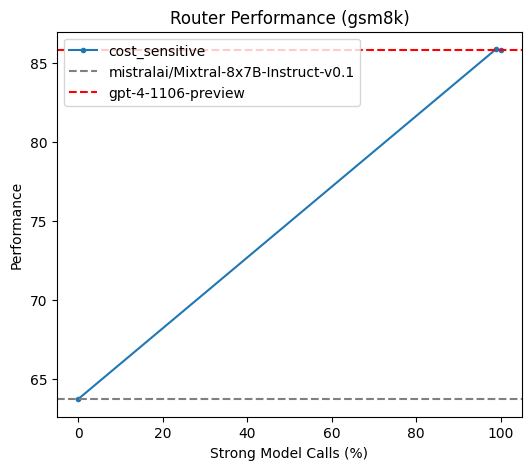 Router Performance (gsm8k)
cost_sensitive
mistralai/Mixtral-8x7B-Instruct-v0.1
gpt-4-1106-preview
85
80
75
70
65
Performance
0 20 40 60 80 100
Strong Model Calls (%)